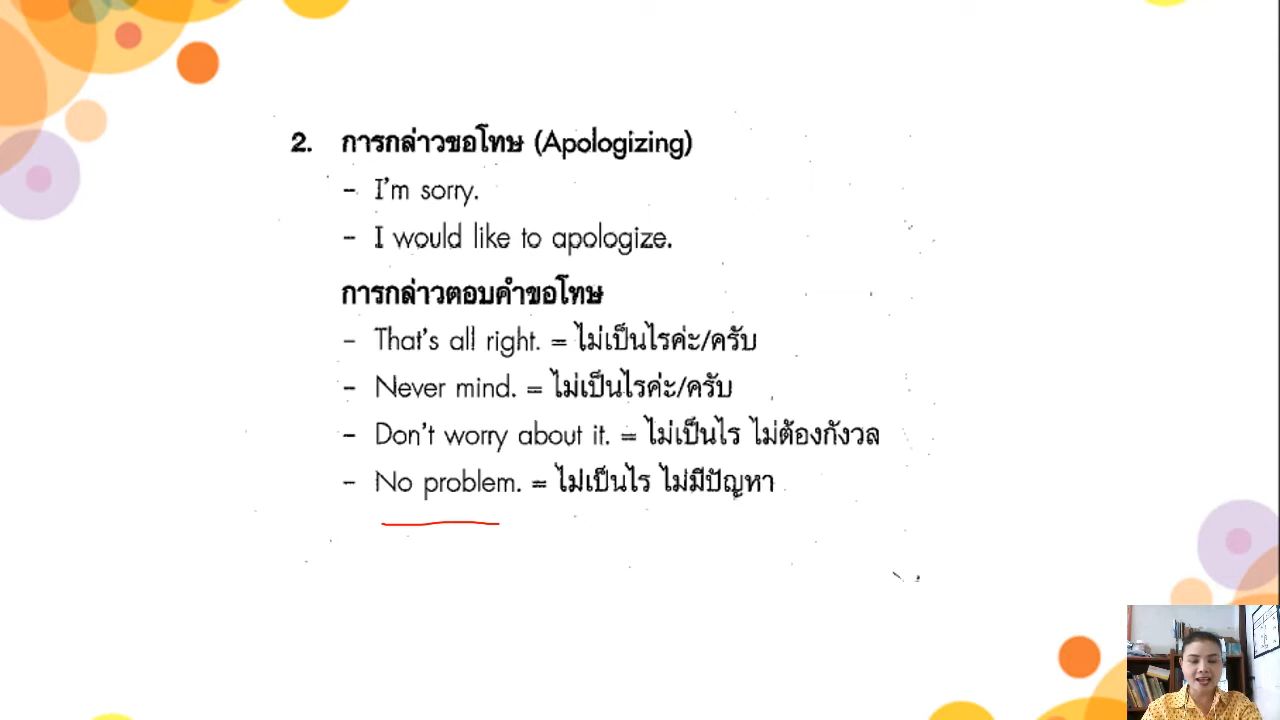 2. การกล่าวขอโทษ (Apologizing)
- I'm sorry.
- I would like to apologize.
การกล่าวตอบคำขอโทษ
- That's all right. = ไม่เป็นไรค่ะ/ครับ
- Never mind. = ไม่เป็นไรค่ะ/ครับ
- Don't worry about it. = ไม่เป็นไร ไม่ต้องกังวล
- No problem. = ไม่เป็นไร ไม่มีปัญหา